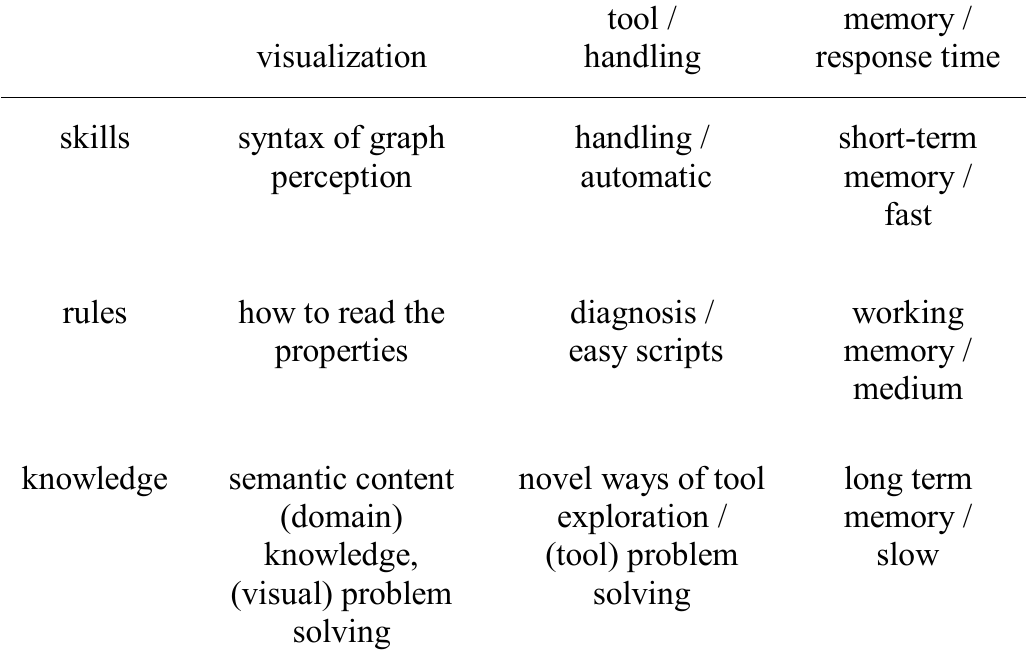 visualization
tool /
handling
memory /
response time
skills
syntax of graph
perception
handling /
automatic
short-term
memory /
fast
rules
how to read the
properties
diagnosis /
easy scripts
working
memory /
medium
knowledge
semantic content
(domain)
knowledge,
(visual) problem
solving
novel ways of tool
exploration /
(tool) problem
solving
long term
memory /
slow